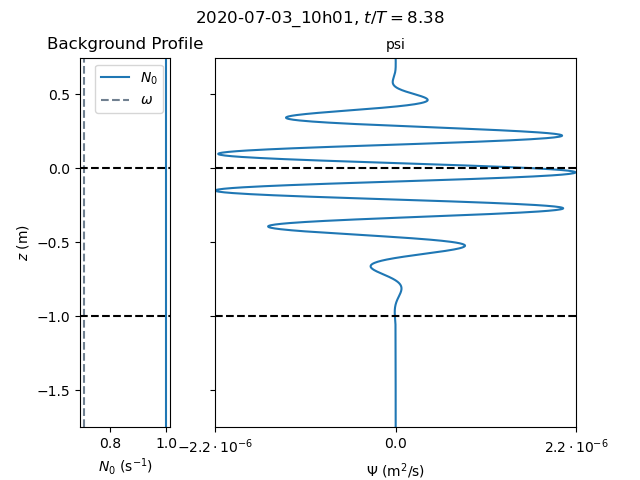 2020-07-03_10h01, t/T = 8.38
Background Profile
psi
N₀
ω
0.5
0.0
−0.5
−1.0
−1.5
z (m)
0.8
1.0
N₀ (s⁻¹)
−2.2 · 10⁻⁶
0.0
2.2 · 10⁻⁶
Ψ (m²/s)